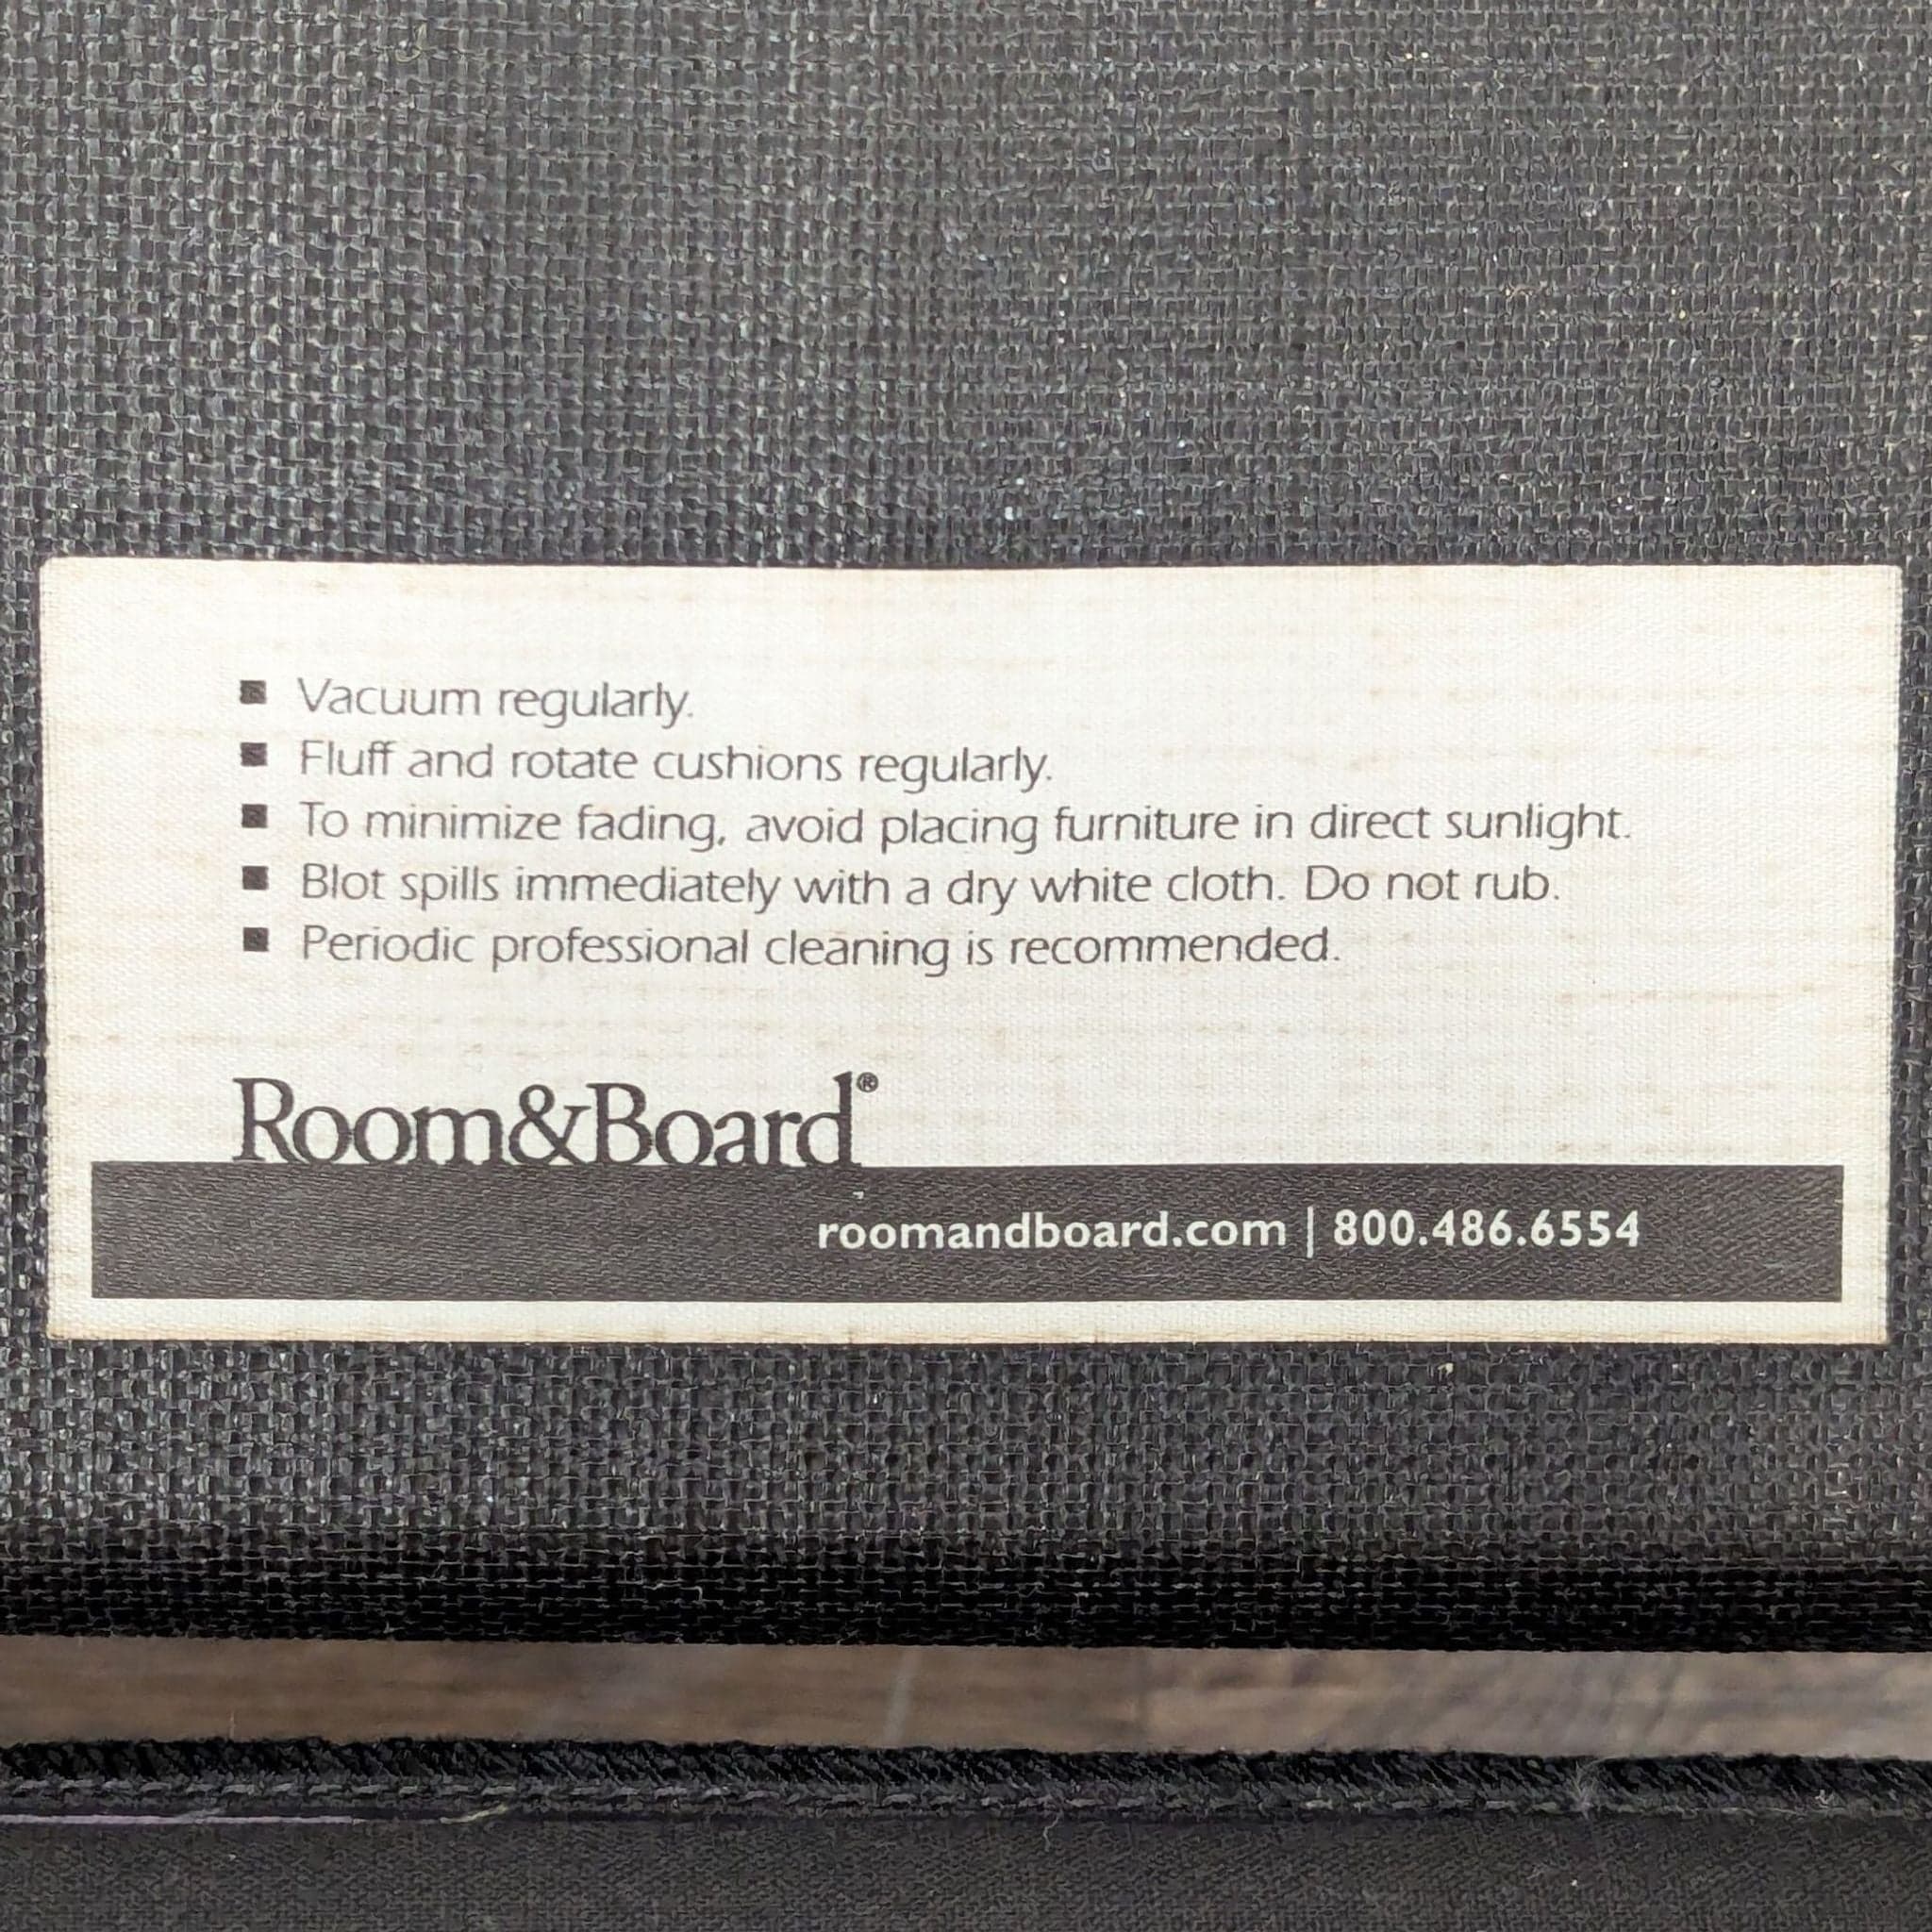 ■ Vacuum regularly.
■ Fluff and rotate cushions regularly.
■ To minimize fading, avoid placing furniture in direct sunlight.
■ Blot spills immediately with a dry white cloth. Do not rub.
■ Periodic professional cleaning is recommended.
Room&Board®
roomandboard.com | 800.486.6554